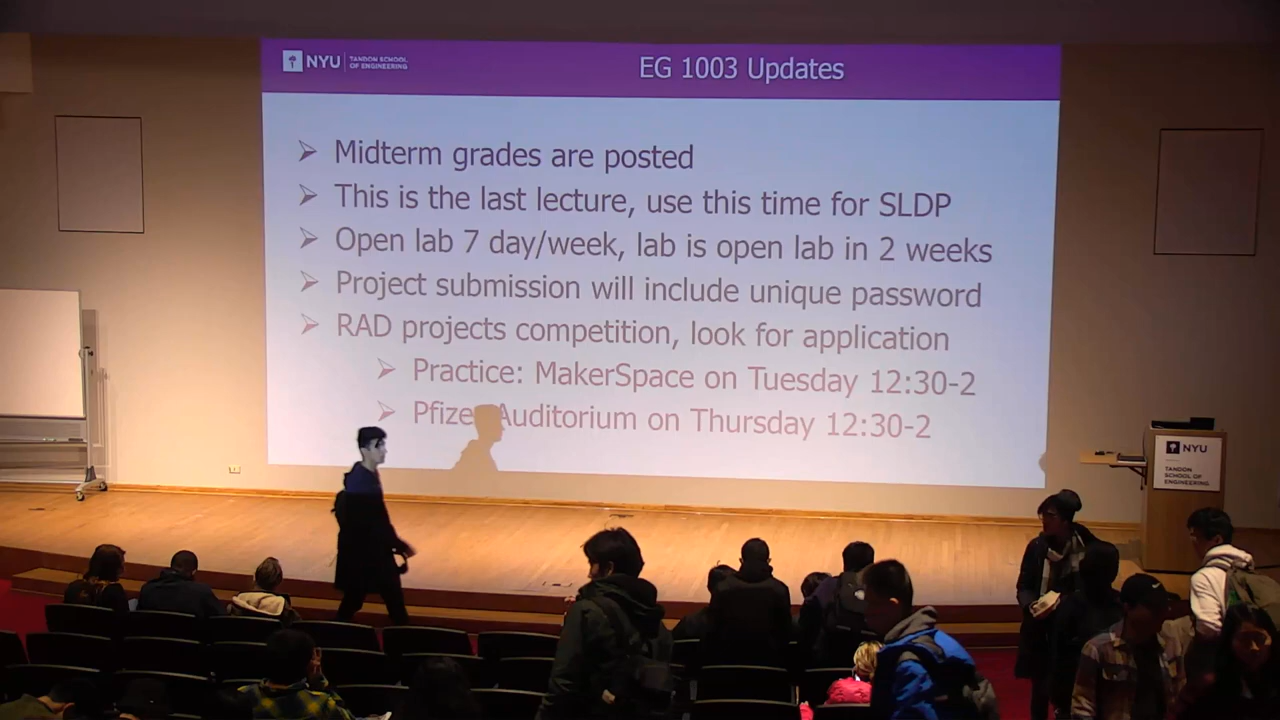 NYU TANDON SCHOOL
OF ENGINEERING
EG 1003 Updates
Midterm grades are posted
This is the last lecture, use this time for SLDP
Open lab 7 day/week, lab is open lab in 2 weeks
Project submission will include unique password
RAD projects competition, look for application
Practice: MakerSpace on Tuesday 12:30-2
Pfizer Auditorium on Thursday 12:30-2
NYU
TANDON
SCHOOL OF
ENGINEERING